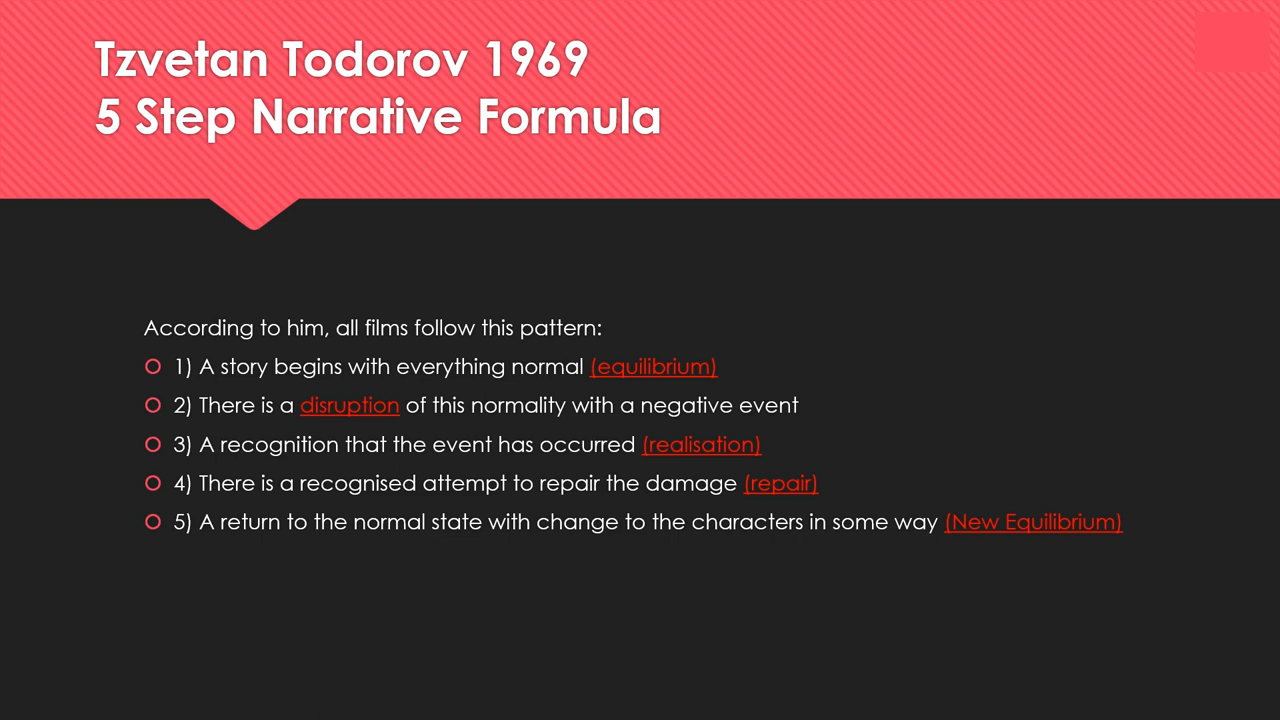 Tzvetan Todorov 1969
5 Step Narrative Formula
According to him, all films follow this pattern:
1) A story begins with everything normal (equilibrium)
2) There is a disruption of this normality with a negative event
3) A recognition that the event has occurred (realisation)
4) There is a recognised attempt to repair the damage (repair)
5) A return to the normal state with change to the characters in some way (New Equilibrium)